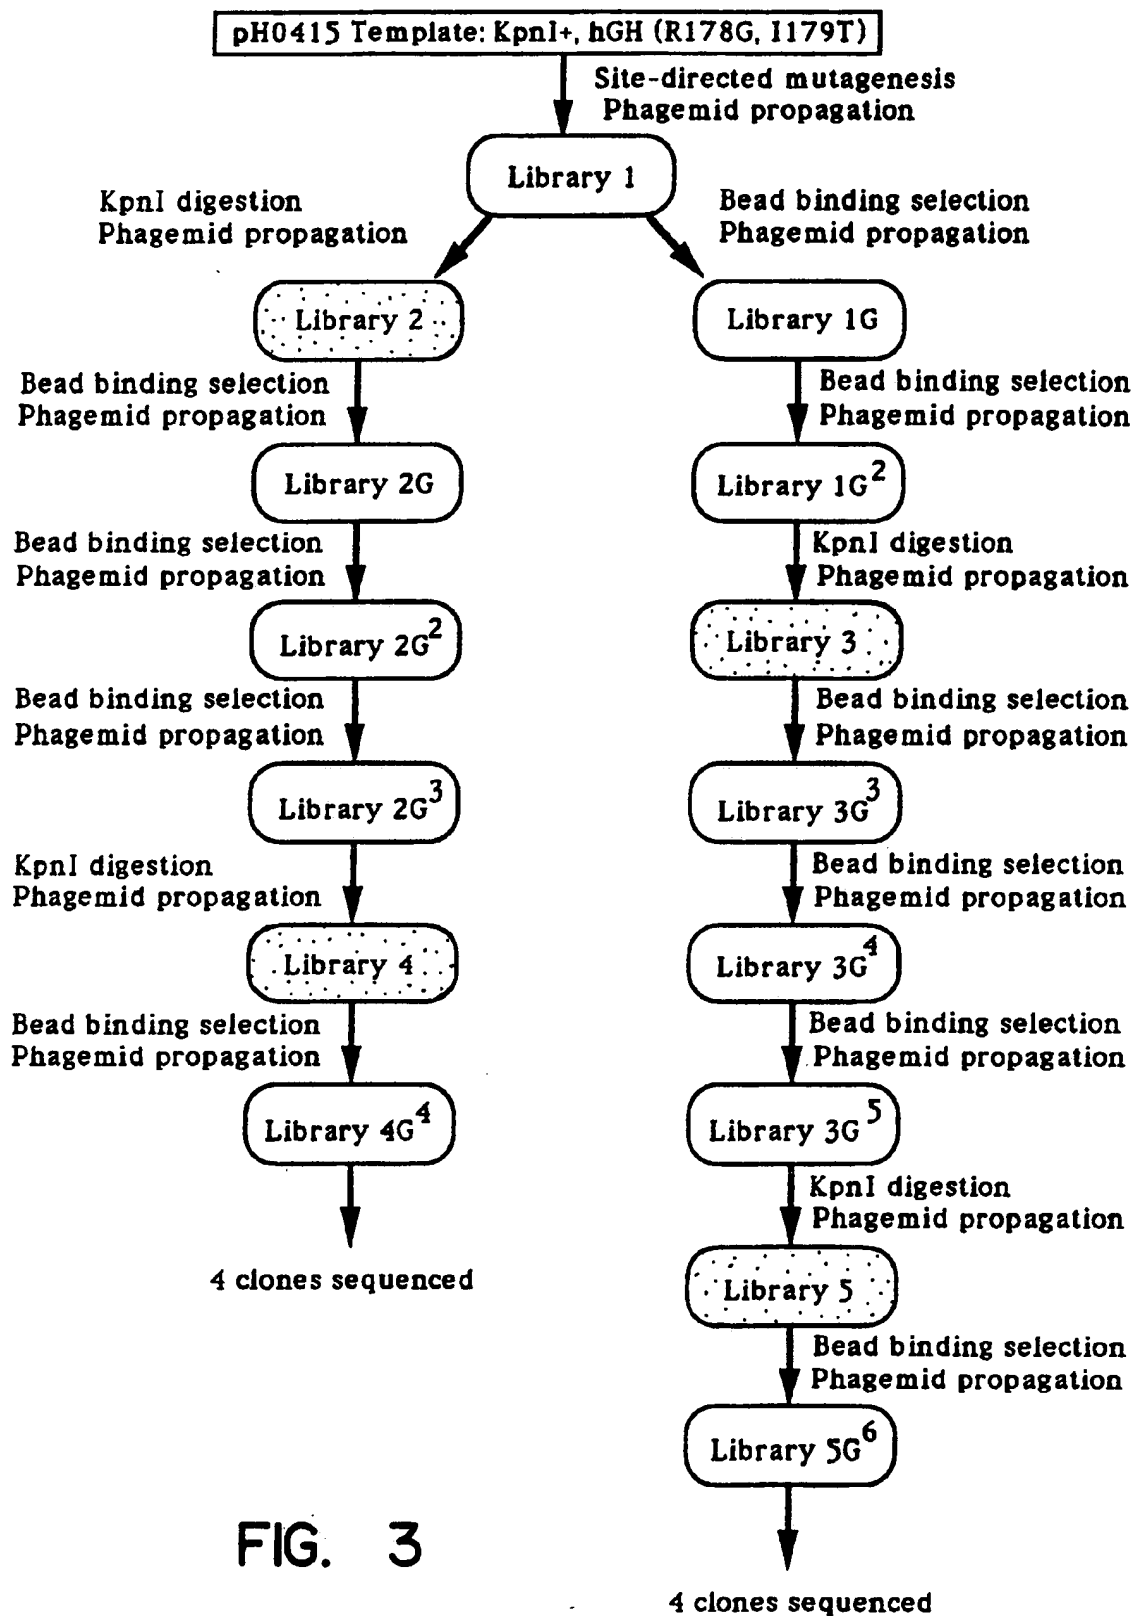 pH0415 Template: KpnI+, hGH (R178G, I179T)
Site-directed mutagenesis
Phagemid propagation
Library 1
KpnI digestion
Phagemid propagation
Bead binding selection
Phagemid propagation
Library 2
Library 1G
Bead binding selection
Phagemid propagation
Bead binding selection
Phagemid propagation
Library 2G
Library 1G²
Bead binding selection
Phagemid propagation
KpnI digestion
Phagemid propagation
Library 2G²
Library 3
Bead binding selection
Phagemid propagation
Bead binding selection
Phagemid propagation
Library 2G³
Library 3G³
KpnI digestion
Phagemid propagation
Bead binding selection
Phagemid propagation
Library 4
Library 3G⁴
Bead binding selection
Phagemid propagation
Bead binding selection
Phagemid propagation
Library 4G⁴
Library 3G⁵
KpnI digestion
Phagemid propagation
4 clones sequenced
Library 5
Bead binding selection
Phagemid propagation
Library 5G⁶
FIG. 3
4 clones sequenced